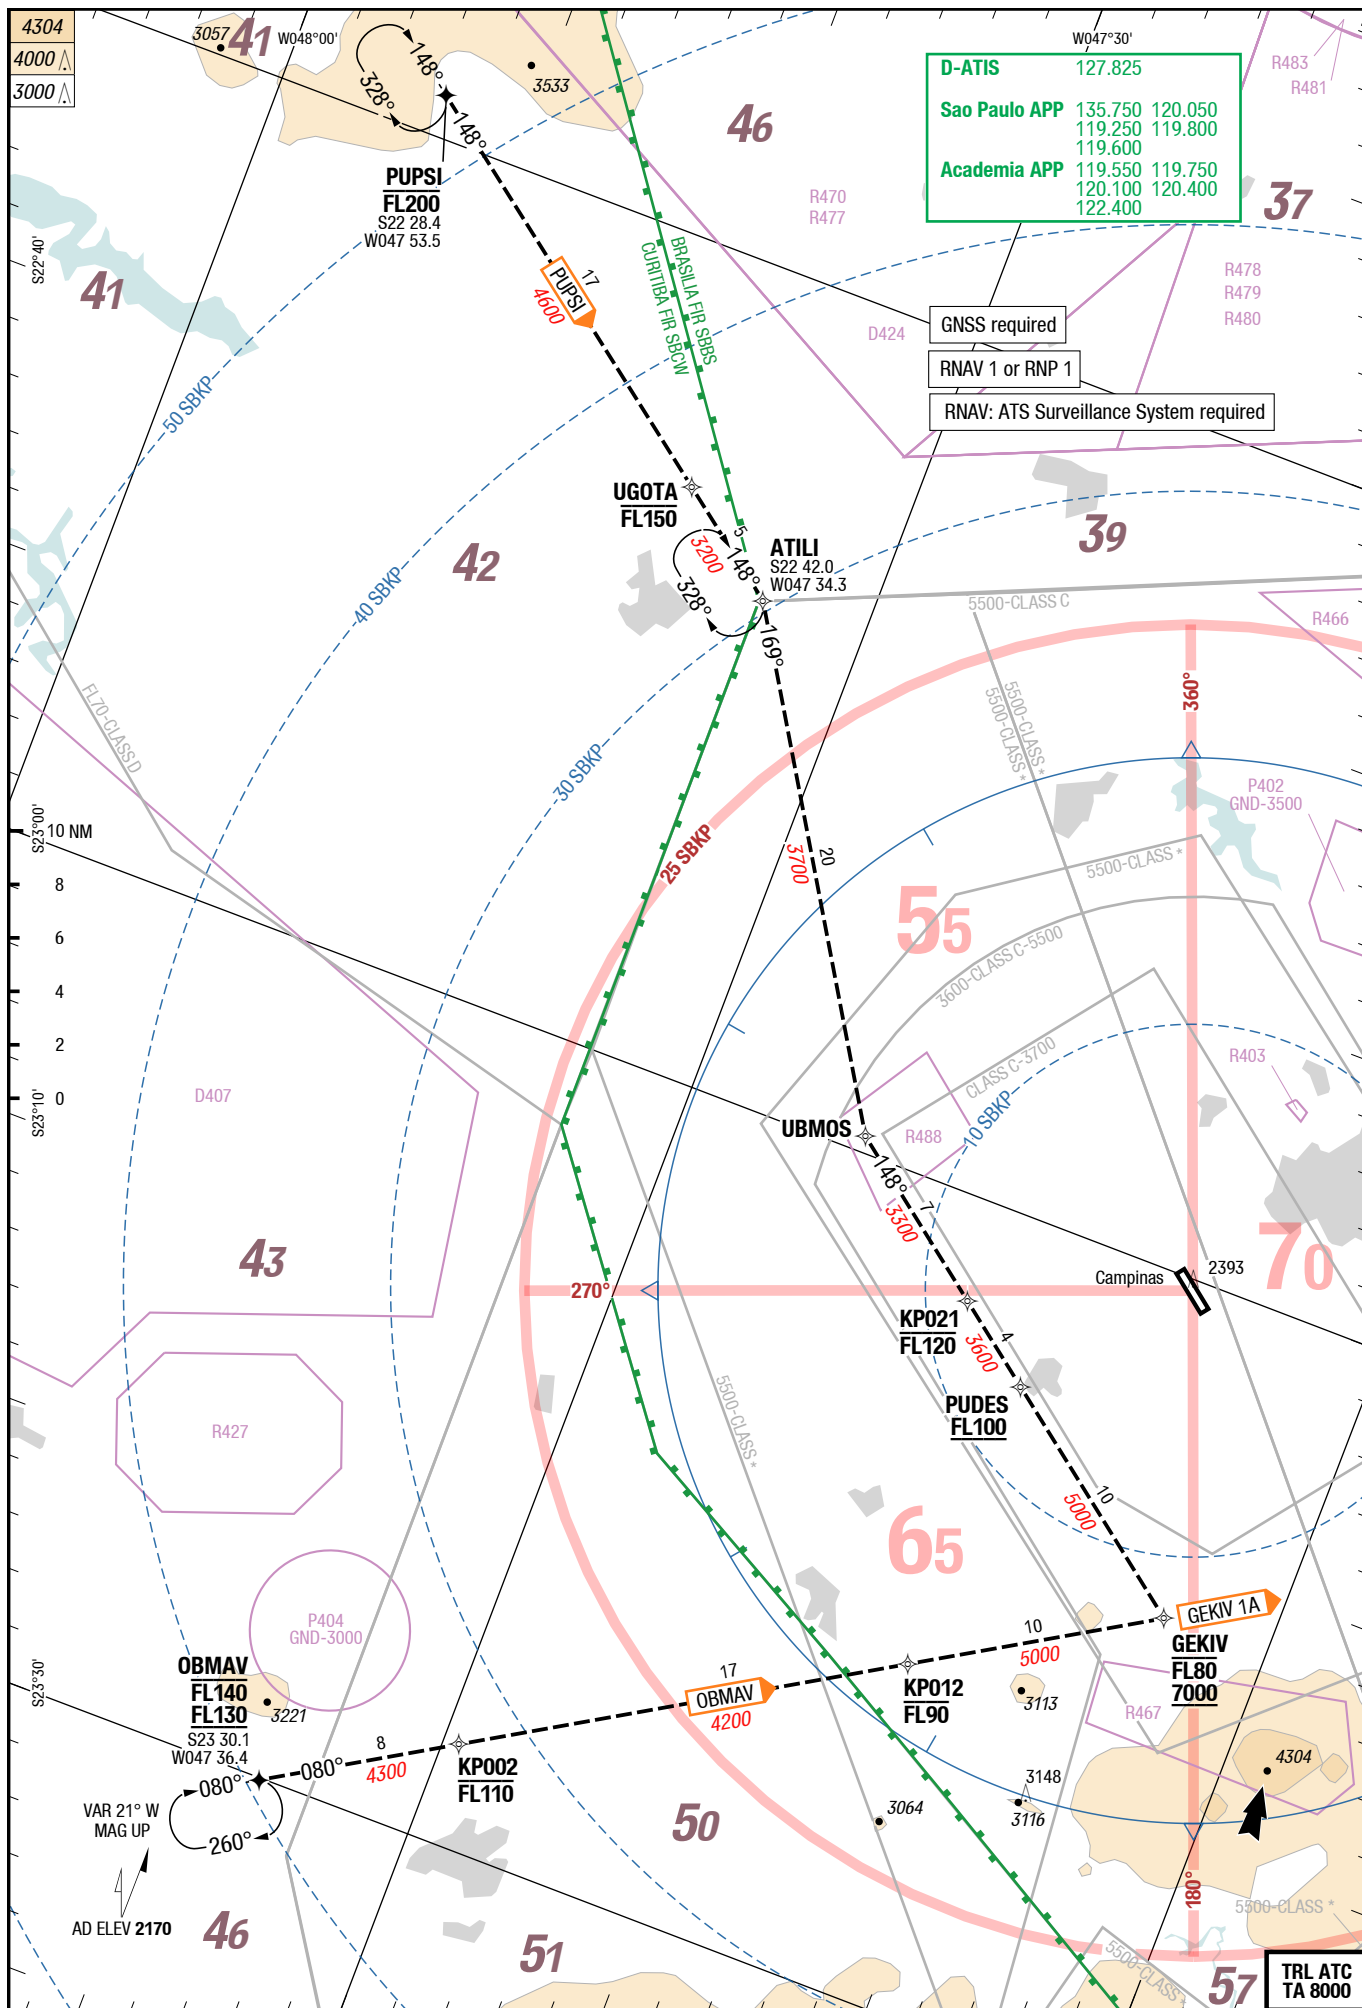 4304
4000
3000
3057
41
W048°00'
W047°30'
3533
46
R483
R481
D-ATIS 127.825
Sao Paulo APP 135.750 120.050
119.250 119.800
119.600
Academia APP 119.550 119.750
120.100 120.400
122.400
37
148°
328°
148°
PUPSI
FL200
S22 28.4
W047 53.5
R470
R477
S22°40'
41
PUPSI
17
4600
BRASILIA FIR SBBS
CURITIBA FIR SBCW
R478
R479
R480
D424
GNSS required
RNAV 1 or RNP 1
RNAV: ATS Surveillance System required
50 SBKP
UGOTA
FL150
42
39
5
3200
148°
328°
ATILI
S22 42.0
W047 34.3
40 SBKP
5500-CLASS C
R466
169°
FL70-CLASS D
30 SBKP
5500-CLASS *
5500-CLASS *
360°
P402
GND-3500
S23°00'
10 NM
8
6
4
2
0
S23°10'
25 SBKP
20
3700
5500-CLASS *
55
3600-CLASS C-5500
CLASS C-3700
10 SBKP
R403
D407
UBMOS
R488
148°
7
3300
43
270°
Campinas
2393
70
KP021
FL120
4
3600
PUDES
FL100
R427
5500-CLASS *
10
5000
65
P404
GND-3000
GEKIV 1A
GEKIV
FL80
7000
S23°30'
OBMAV
FL140
FL130
S23 30.1
W047 36.4
3221
10
5000
KP012
FL90
3113
R467
17
OBMAV
4200
8
4300
080°
080°
260°
KP002
FL110
4304
3148
3116
3064
VAR 21° W
MAG UP
50
AD ELEV 2170
46
51
180°
5500-CLASS *
5500-CLASS *
57
TRL ATC
TA 8000